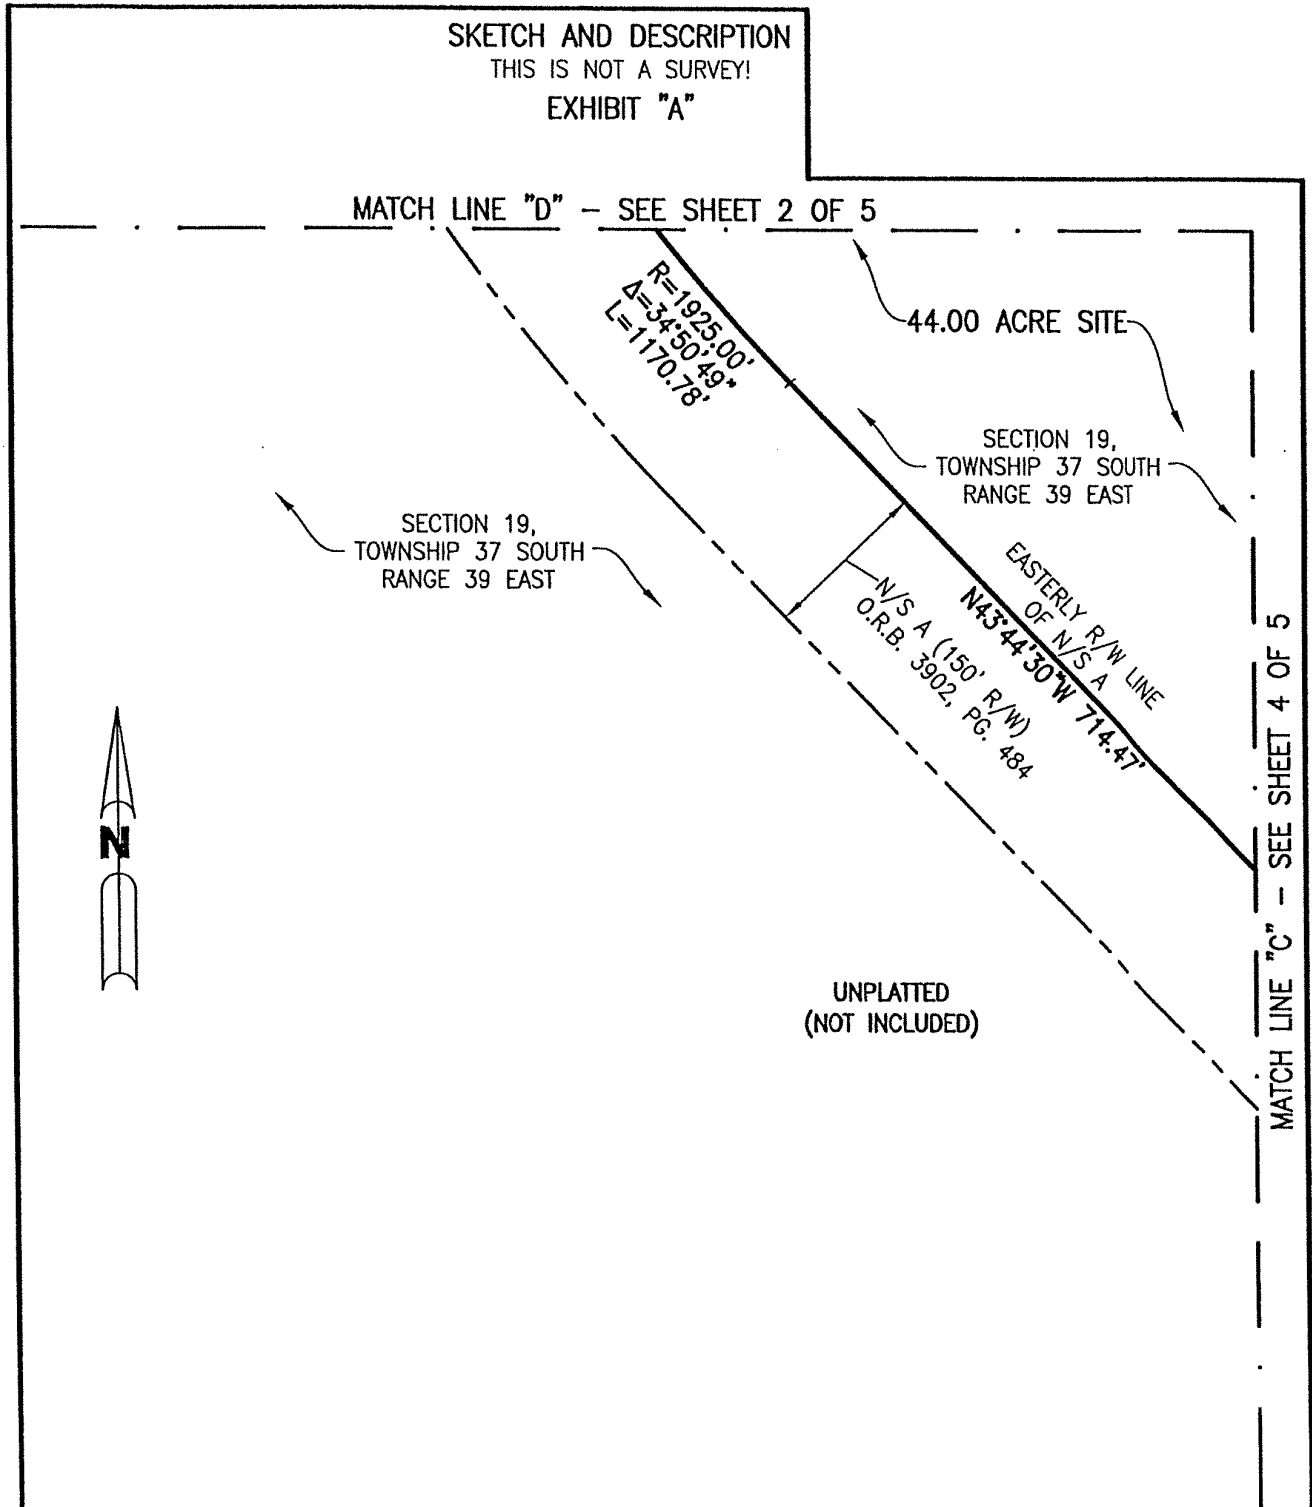 SKETCH AND DESCRIPTION
THIS IS NOT A SURVEY!
EXHIBIT "A"
MATCH LINE "D" - SEE SHEET 2 OF 5
R=1925.00'
Δ=34°50'49"
L=1170.78'
44.00 ACRE SITE
SECTION 19,
TOWNSHIP 37 SOUTH
RANGE 39 EAST
SECTION 19,
TOWNSHIP 37 SOUTH
RANGE 39 EAST
EASTERLY R/W LINE
OF N/S A
N43°44'30"W 714.47'
N/S A (150' R/W)
O.R.B. 3902, PG. 484
MATCH LINE "C" - SEE SHEET 4 OF 5
N
UNPLATTED
(NOT INCLUDED)